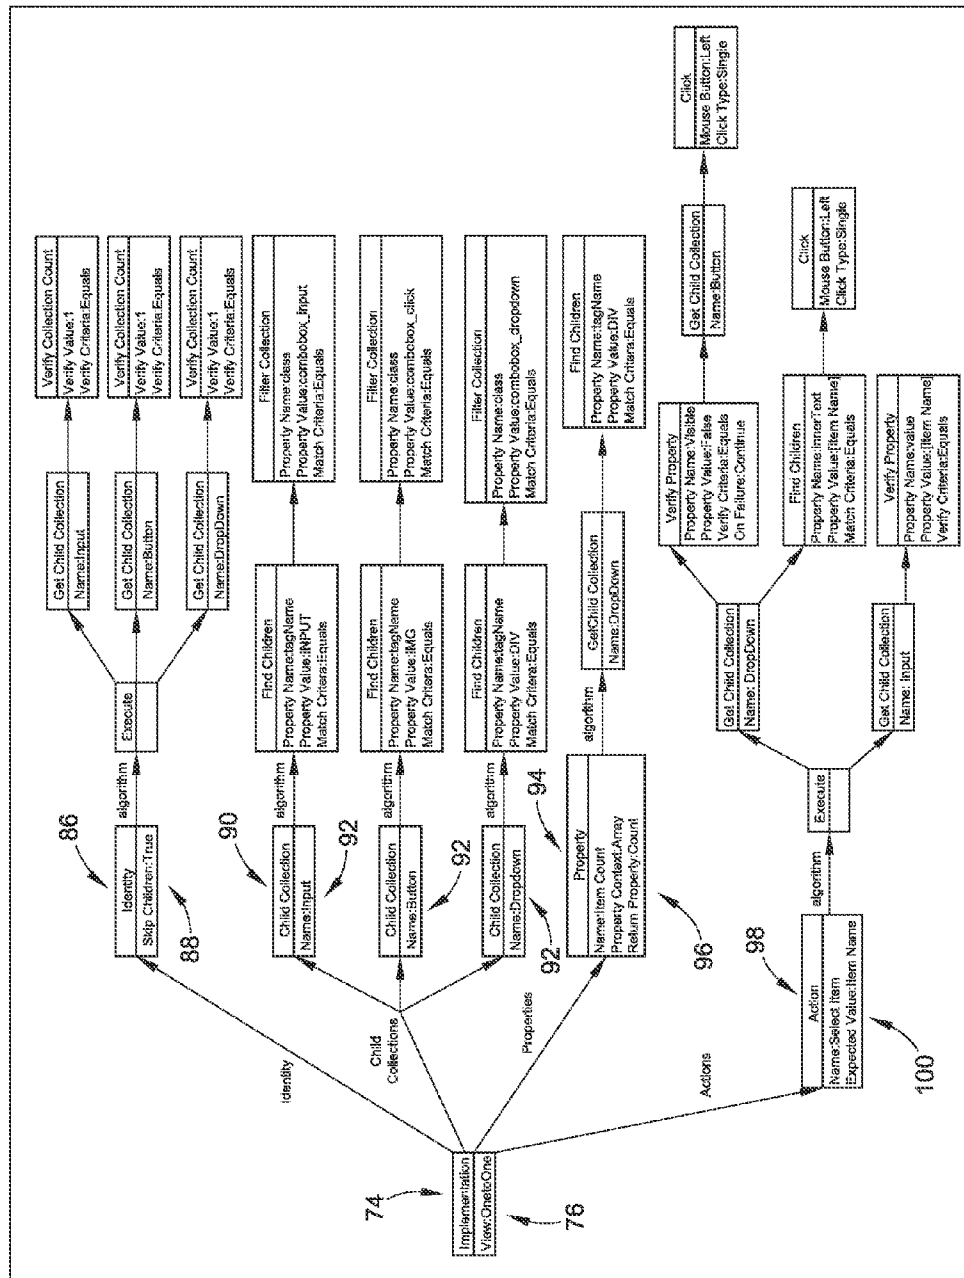 74
Implementation
View:OnetoOne
76
Identity
Child
Collections
Properties
Actions
86
Identity
Skip Children:True
88
algorithm
Execute
Get Child Collection
Name:Input
Verify Collection Count
Verify Value:1
Verify Criteria:Equals
Get Child Collection
Name:Button
Verify Collection Count
Verify Value:1
Verify Criteria:Equals
Get Child Collection
Name:DropDown
Verify Collection Count
Verify Value:1
Verify Criteria:Equals
90
Child Collection
Name:Input
92
algorithm
Find Children
Property Name:tagName
Property Value:INPUT
Match Criteria:Equals
Filter Collection
Property Name:class
Property Value:combobox_input
Match Criteria:Equals
Child Collection
Name:Button
92
algorithm
Find Children
Property Name:tagName
Property Value:IMG
Match Criteria:Equals
Filter Collection
Property Name:class
Property Value:combobox_click
Match Criteria:Equals
Child Collection
Name:Dropdown
92
algorithm
Find Children
Property Name:tagName
Property Value:DIV
Match Criteria:Equals
Filter Collection
Property Name:class
Property Value:combobox_dropdown
Match Criteria:Equals
94
Property
Name:Item Count
Property Context:Array
Return Property:Count
96
algorithm
GetChild Collection
Name:DropDown
Find Children
Property Name:tagName
Property Value:DIV
Match Criteria:Equals
98
Action
Name:Select Item
Expected Value:Item Name
100
algorithm
Execute
Get Child Collection
Name: DropDown
Verify Property
Property Name:Visible
Property Value:False
Verify Criteria:Equals
On Failure:Continue
Get Child Collection
Name:Button
Click
Mouse Button:Left
Click Type:Single
Find Children
Property Name:InnerText
Property Value:[Item Name]
Match Criteria:Equals
Click
Mouse Button:Left
Click Type:Single
Get Child Collection
Name: Input
Verify Property
Property Name:value
Property Value:[Item Name]
Verify Criteria:Equals